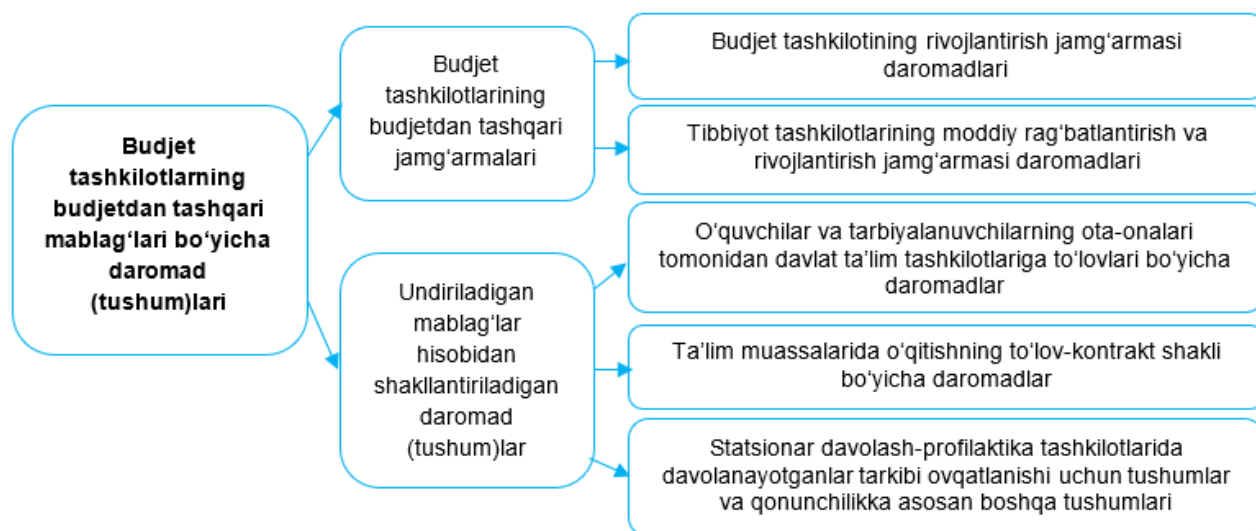 Budjet
tashkilotlarning
budjetdan tashqari
mablag‘lari bo‘yicha
daromad
(tushum)lari
Budjet
tashkilotlarining
budjetdan tashqari
jamg‘armalari
Budjet tashkilotining rivojlantirish jamg‘armasi
daromadlari
Tibbiyot tashkilotlarining moddiy rag‘batlantirish va
rivojlantirish jamg‘armasi daromadlari
Undiriladigan
mablag‘lar
hisobidan
shakllantiriladigan
daromad
(tushum)lar
O‘quvchilar va tarbiyalanuvchilarning ota-onalari
tomonidan davlat ta’lim tashkilotlariga to‘lovlari bo‘yicha
daromadlar
Ta’lim muassalarida o‘qitishning to‘lov-kontrakt shakli
bo‘yicha daromadlar
Statsionar davolash-profilaktika tashkilotlarida
davolanayotganlar tarkibi ovqatlanishi uchun tushumlar
va qonunchilikka asosan boshqa tushumlari